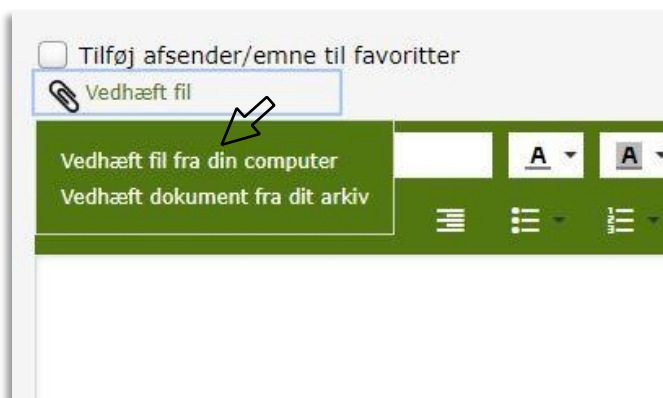 Tilføj afsender/emne til favoritter
Vedhæft fil
Vedhæft fil fra din computer
A A
Vedhæft dokument fra dit arkiv